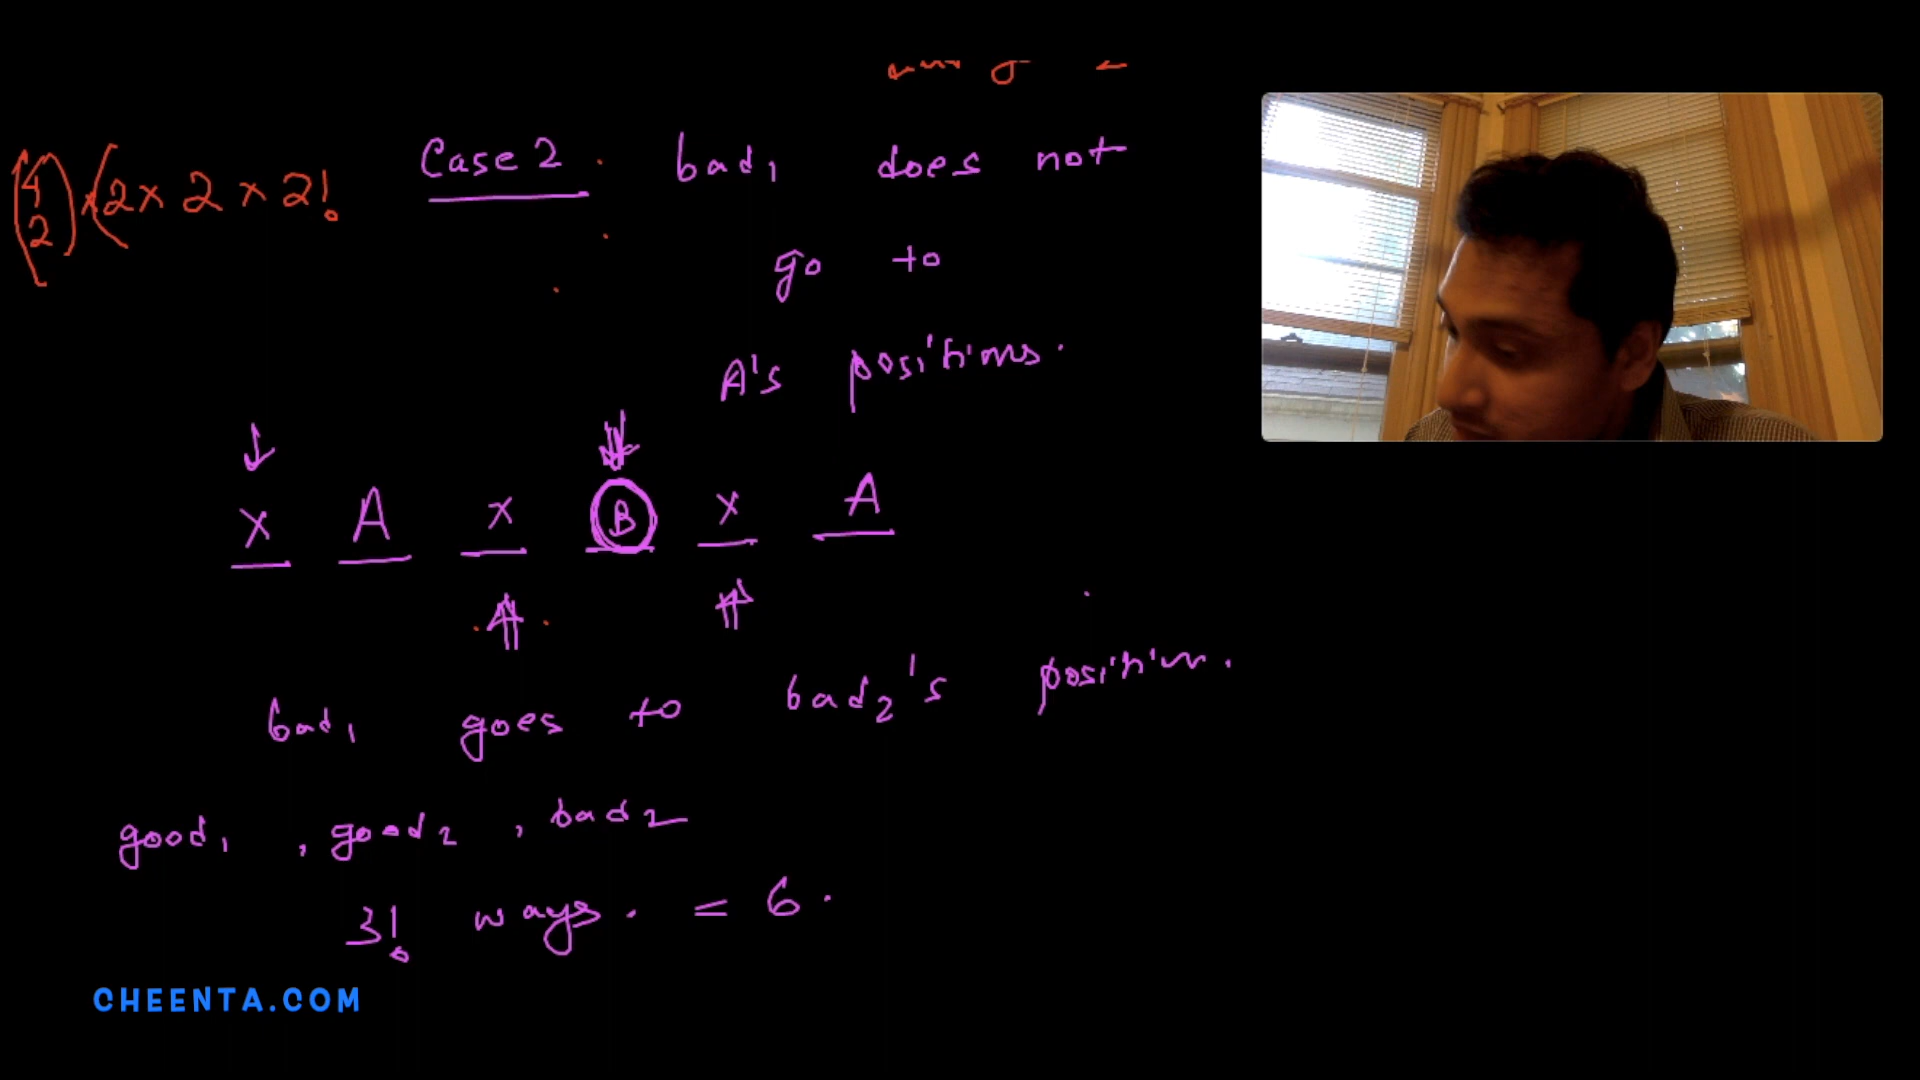 (4 2) × (2 × 2 × 2!
Case 2. bad₁ does not
go to
A's positions.
x A x B x A
bad₁ goes to bad₂'s position.
good₁, good₂, bad₂
3! ways. = 6.
CHEENTA.COM